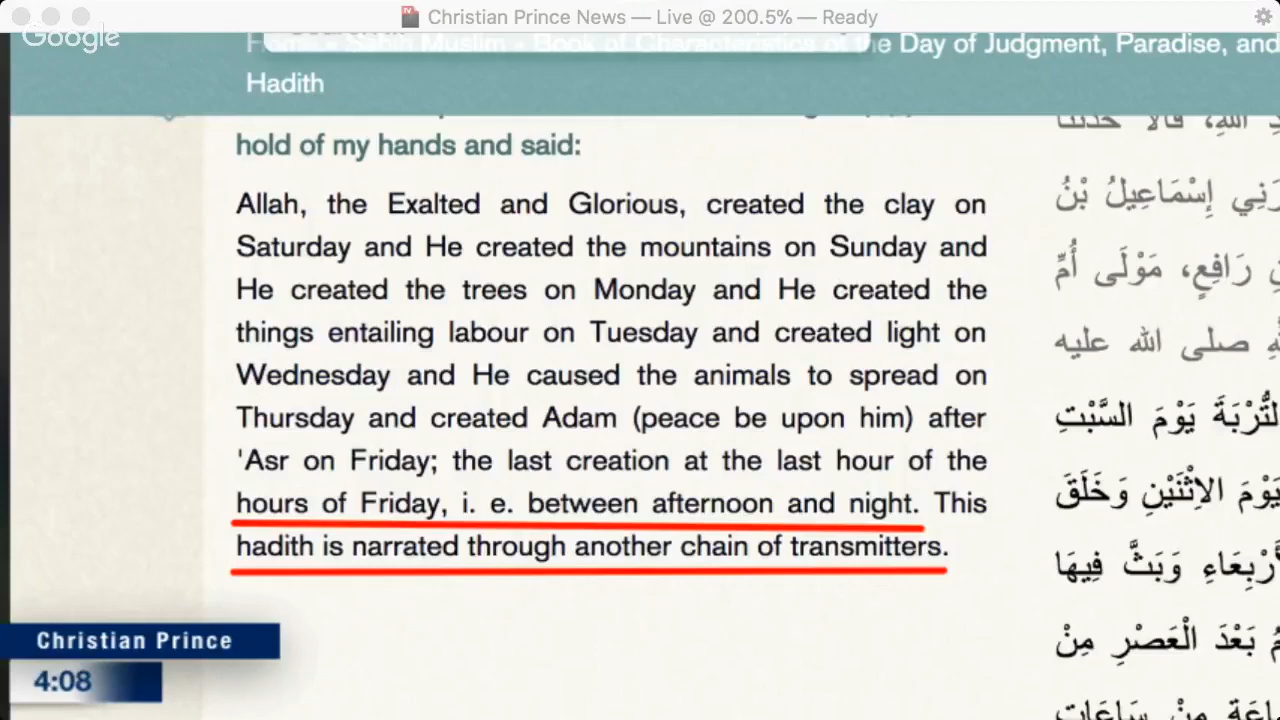 Christian Prince News — Live @ 200.5% — Ready
Google
From » Sahih Muslim » Book of Characteristics of the Day of Judgment, Paradise, and
Hadith
hold of my hands and said:
Allah, the Exalted and Glorious, created the clay on
Saturday and He created the mountains on Sunday and
He created the trees on Monday and He created the
things entailing labour on Tuesday and created light on
Wednesday and He caused the animals to spread on
Thursday and created Adam (peace be upon him) after
'Asr on Friday; the last creation at the last hour of the
hours of Friday, i. e. between afternoon and night. This
hadith is narrated through another chain of transmitters.
إِسْمَاعِيلُ بْنُ
رَافِعٍ، مَوْلَى أُمِّ
صلى الله عليه
التُّرْبَةَ يَوْمَ السَّبْتِ
يَوْمَ الاِثْنَيْنِ وَخَلَقَ
الأَرْبِعَاءِ وَبَثَّ فِيهَا
بَعْدَ الْعَصْرِ مِنْ
مِنْ سَاعَاتِ
Christian Prince
4:08